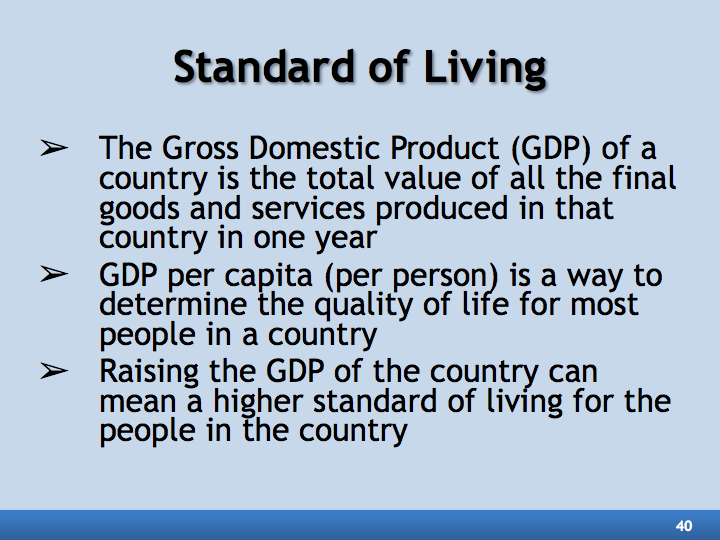 Standard of Living
➢ The Gross Domestic Product (GDP) of a
country is the total value of all the final
goods and services produced in that
country in one year
➢ GDP per capita (per person) is a way to
determine the quality of life for most
people in a country
➢ Raising the GDP of the country can
mean a higher standard of living for the
people in the country
40